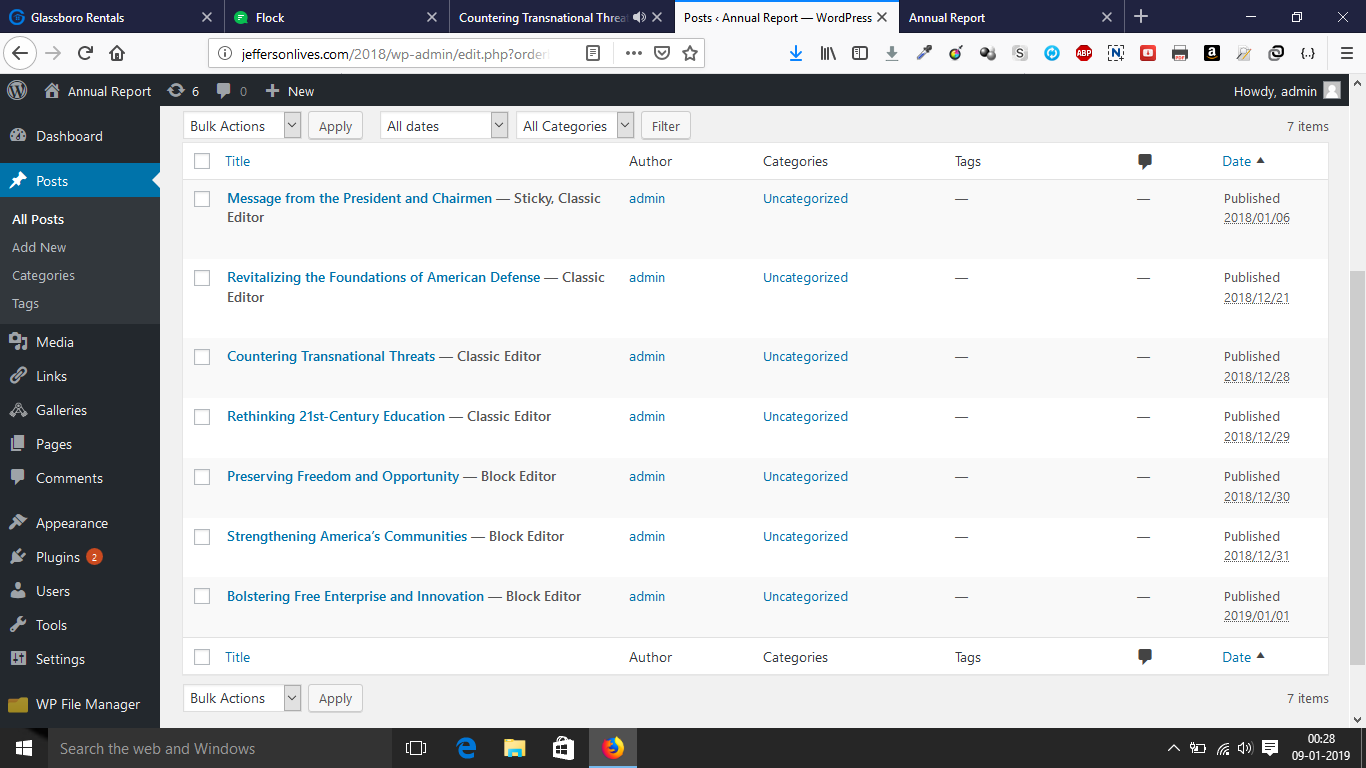 Glassboro Rentals
Flock
Countering Transnational Threat
Posts ‹ Annual Report — WordPress
Annual Report
jeffersonlives.com/2018/wp-admin/edit.php?order
S
ABP
N
a
{..}
Annual Report
6
0
New
Howdy, admin
Dashboard
Posts
All Posts
Add New
Categories
Tags
Media
Links
Galleries
Pages
Comments
Appearance
Plugins 2
Users
Tools
Settings
WP File Manager
Bulk Actions
Apply
All dates
All Categories
Filter
7 items
Title Author Categories Tags Date
Message from the President and Chairmen — Sticky, Classic admin Uncategorized — — Published
Editor 2018/01/06
Revitalizing the Foundations of American Defense — Classic admin Uncategorized — — Published
Editor 2018/12/21
Countering Transnational Threats — Classic Editor admin Uncategorized — — Published
2018/12/28
Rethinking 21st-Century Education — Classic Editor admin Uncategorized — — Published
2018/12/29
Preserving Freedom and Opportunity — Block Editor admin Uncategorized — — Published
2018/12/30
Strengthening America’s Communities — Block Editor admin Uncategorized — — Published
2018/12/31
Bolstering Free Enterprise and Innovation — Block Editor admin Uncategorized — — Published
2019/01/01
Title Author Categories Tags Date
Bulk Actions
Apply
7 items
Search the web and Windows
00:28
09-01-2019